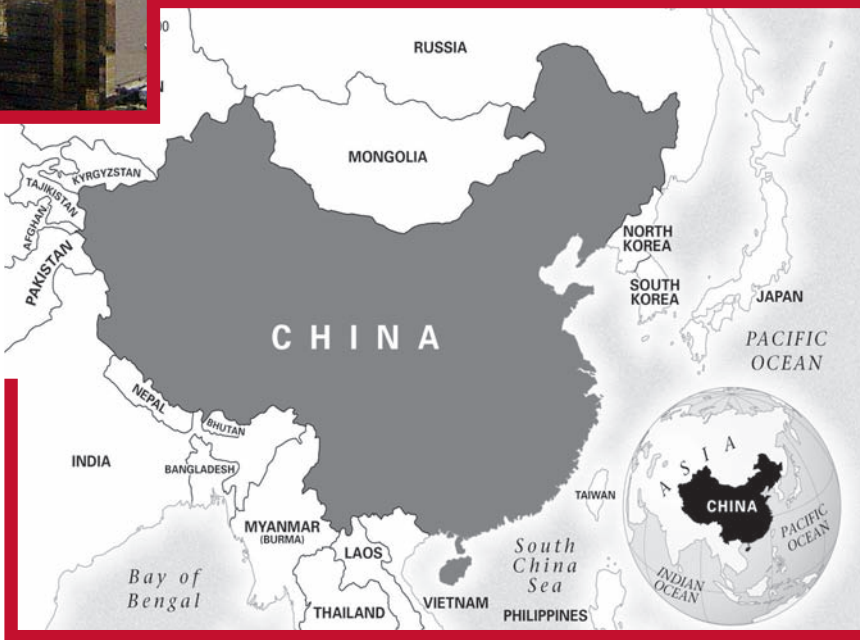 RUSSIA
MONGOLIA
KYRGYZSTAN
TAJIKISTAN
AFGHAN
PAKISTAN
NORTH
KOREA
SOUTH
KOREA
JAPAN
CHINA
PACIFIC
OCEAN
NEPAL
BHUTAN
INDIA
BANGLADESH
ASIA
CHINA
PACIFIC
OCEAN
INDIAN
OCEAN
TAIWAN
MYANMAR
(BURMA)
LAOS
South
China
Sea
Bay of
Bengal
THAILAND
VIETNAM
PHILIPPINES